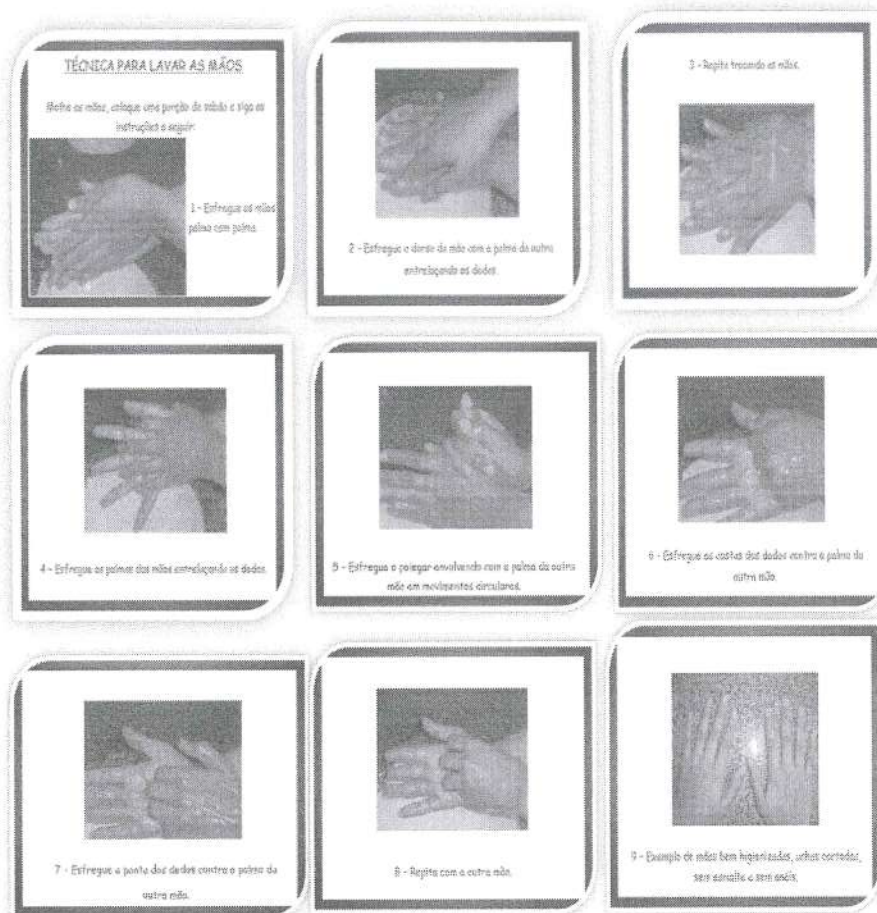 TÉCNICA PARA LAVAR AS MÃOS
Molhe as mãos, coloque uma porção de sabão e siga as
instruções a seguir:
1 - Esfregue as mãos
palma com palma.
2 - Esfregue o dorso da mão com a palma da outra
entrelaçando os dedos.
3 - Repita trocando as mãos.
4 - Esfregue as palmas das mãos entrelaçando os dedos.
5 - Esfregue o polegar envolvendo com a palma da outra
mão em movimentos circulares.
6 - Esfregue as costas dos dedos contra a palma da
outra mão.
7 - Esfregue a ponta dos dedos contra a palma da
outra mão.
8 - Repita com a outra mão.
9 - Exemplo de mãos bem higienizadas, unhas cortadas,
sem esmalte e sem anéis.